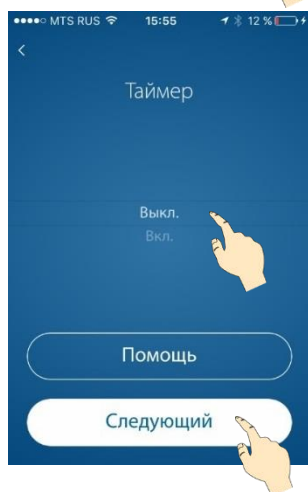 MTS RUS 15:55 12 %
Таймер
Выкл.
Вкл.
Помощь
Следующий